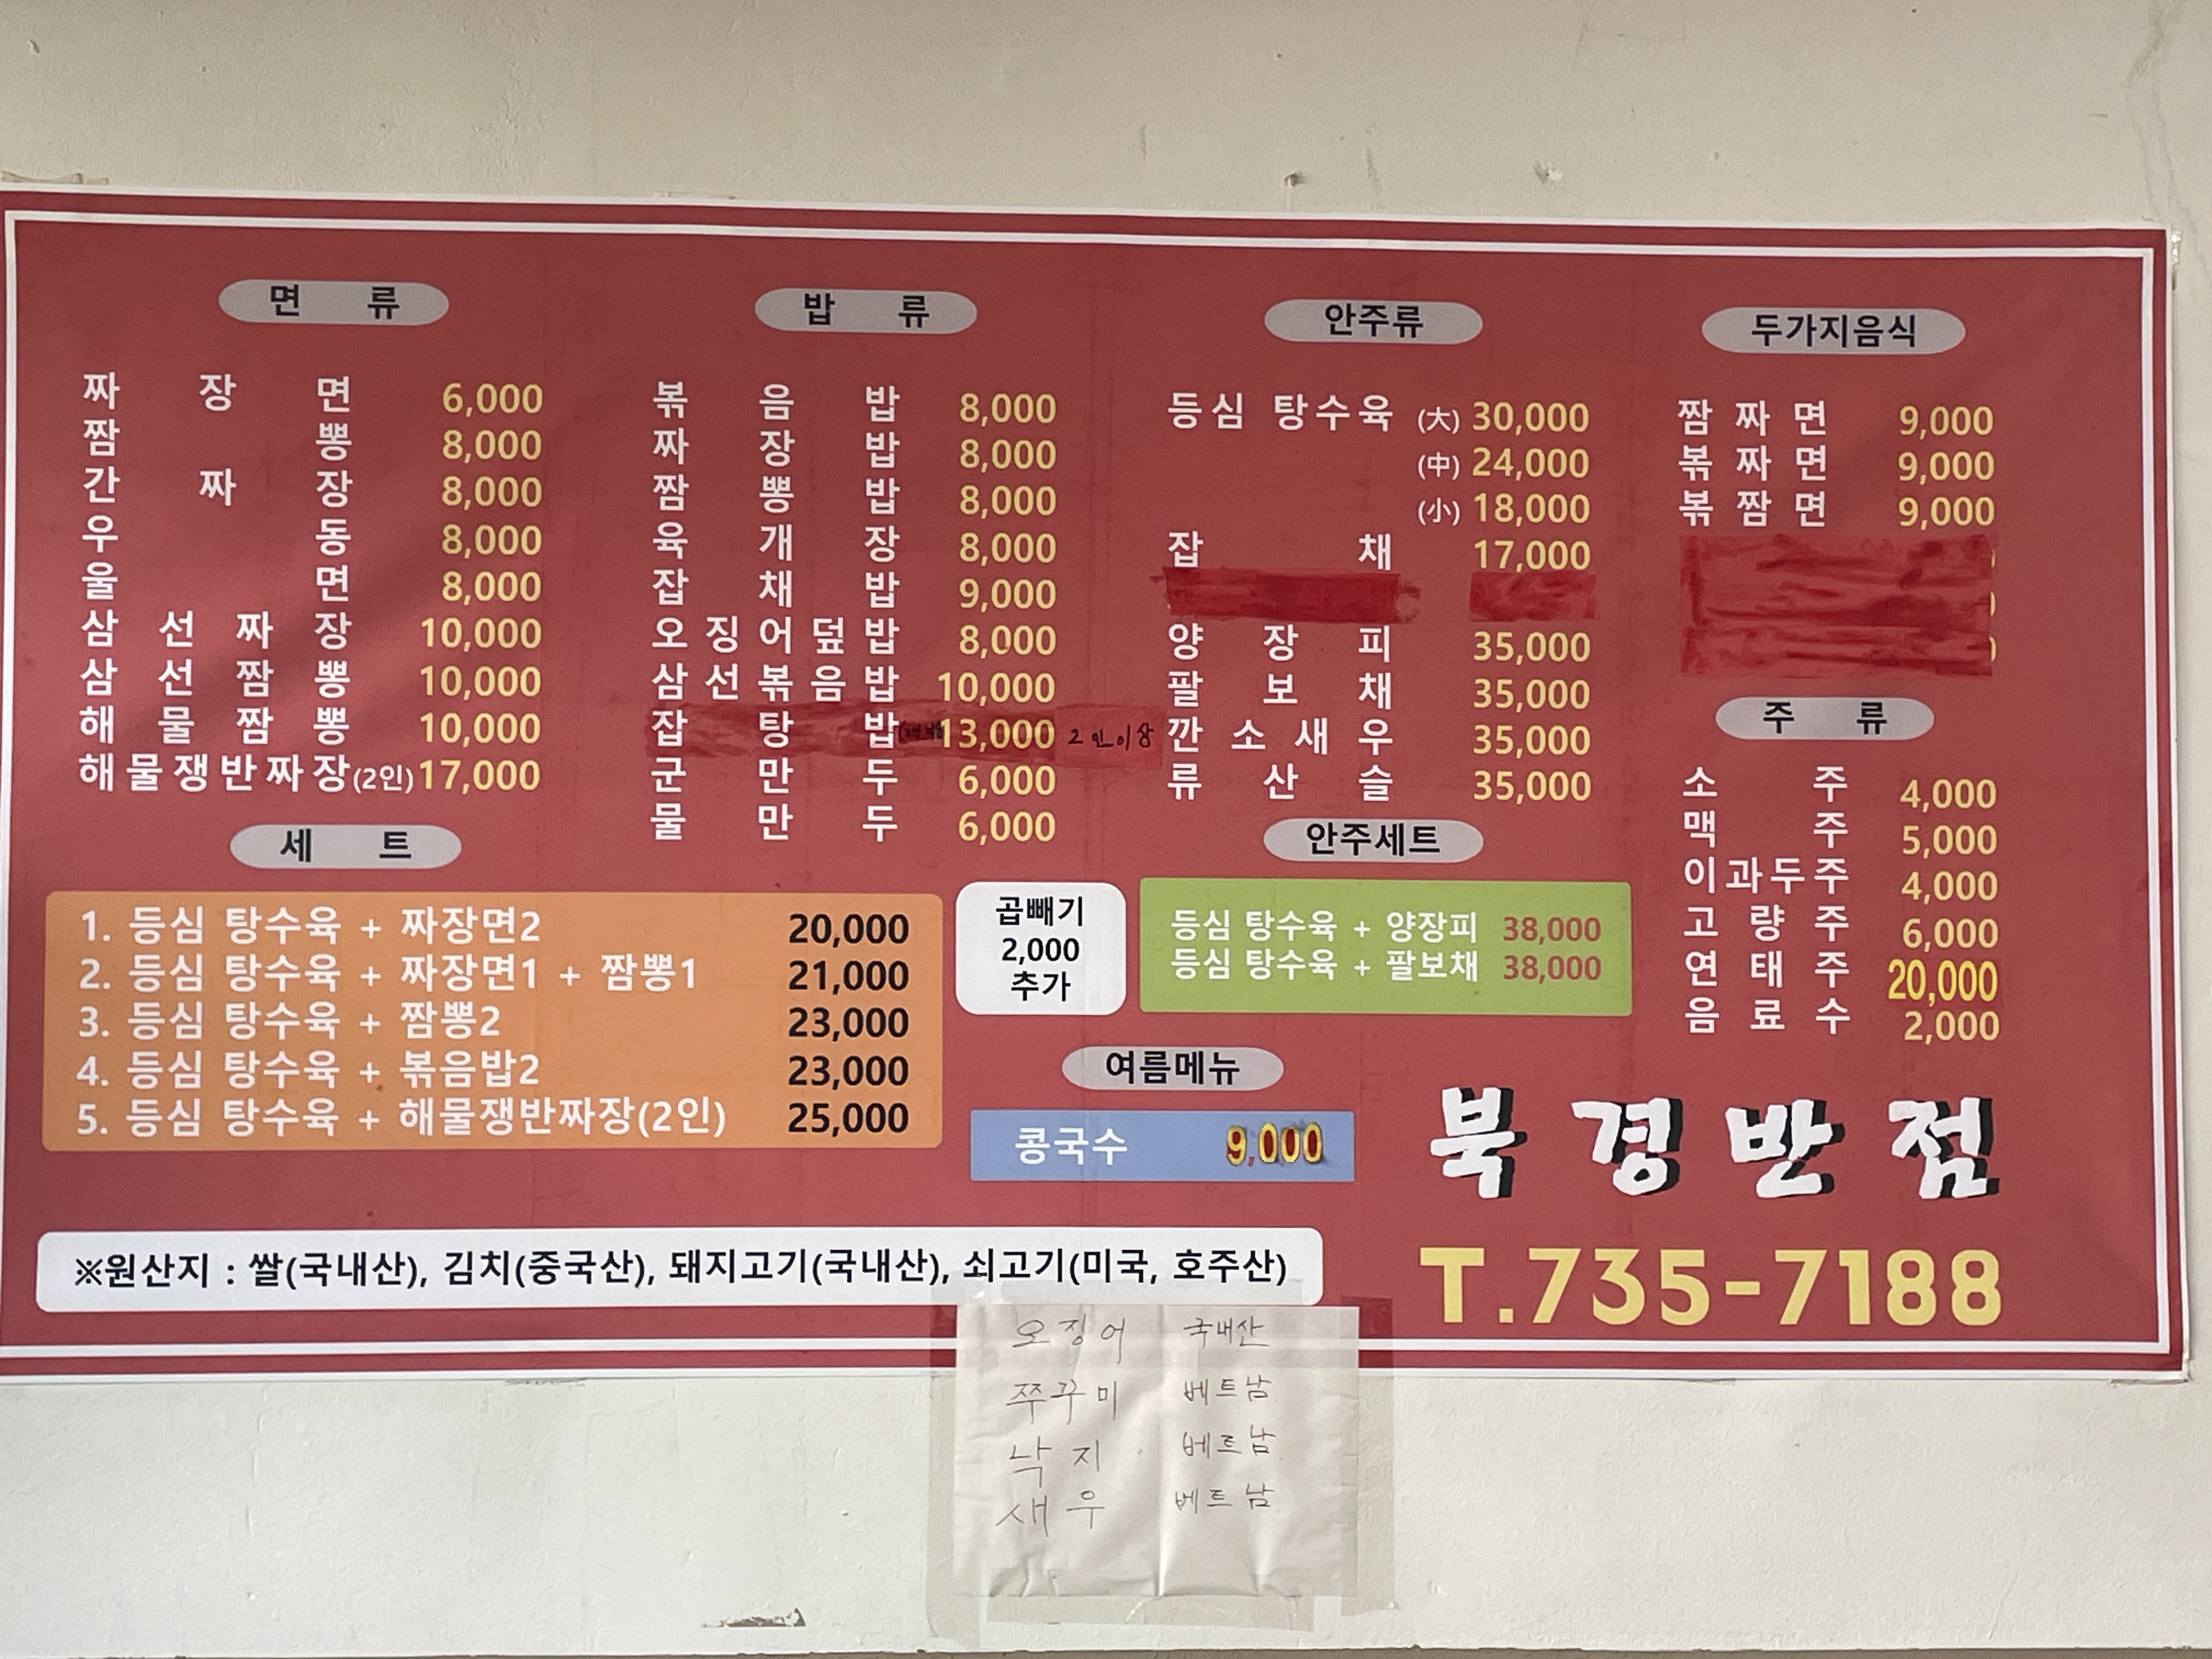 면 류
짜장면 6,000
짬뽕 8,000
간짜장 8,000
우동 8,000
울면 8,000
삼선짜장 10,000
삼선짬뽕 10,000
해물짬뽕 10,000
해물쟁반짜장(2인) 17,000
밥 류
볶음밥 8,000
짜장밥 8,000
짬뽕밥 8,000
육개장 8,000
잡채밥 9,000
오징어덮밥 8,000
삼선볶음밥 10,000
잡탕밥 13,000 2인이상
군만두 6,000
물만두 6,000
안주류
등심 탕수육 (大) 30,000
(中) 24,000
(小) 18,000
잡채 17,000
양장피 35,000
팔보채 35,000
깐소새우 35,000
류산슬 35,000
두가지음식
짬짜면 9,000
볶짜면 9,000
볶짬면 9,000
주 류
소주 4,000
맥주 5,000
이과두주 4,000
고량주 6,000
연태주 20,000
음료수 2,000
세 트
1. 등심 탕수육 + 짜장면2 20,000
2. 등심 탕수육 + 짜장면1 + 짬뽕1 21,000
3. 등심 탕수육 + 짬뽕2 23,000
4. 등심 탕수육 + 볶음밥2 23,000
5. 등심 탕수육 + 해물쟁반짜장(2인) 25,000
곱빼기
2,000
추가
안주세트
등심 탕수육 + 양장피 38,000
등심 탕수육 + 팔보채 38,000
여름메뉴
콩국수 9,000
북경반점
T.735-7188
※원산지 : 쌀(국내산), 김치(중국산), 돼지고기(국내산), 쇠고기(미국, 호주산)
오징어 국내산
쭈꾸미 베트남
낙지 베트남
새우 베트남